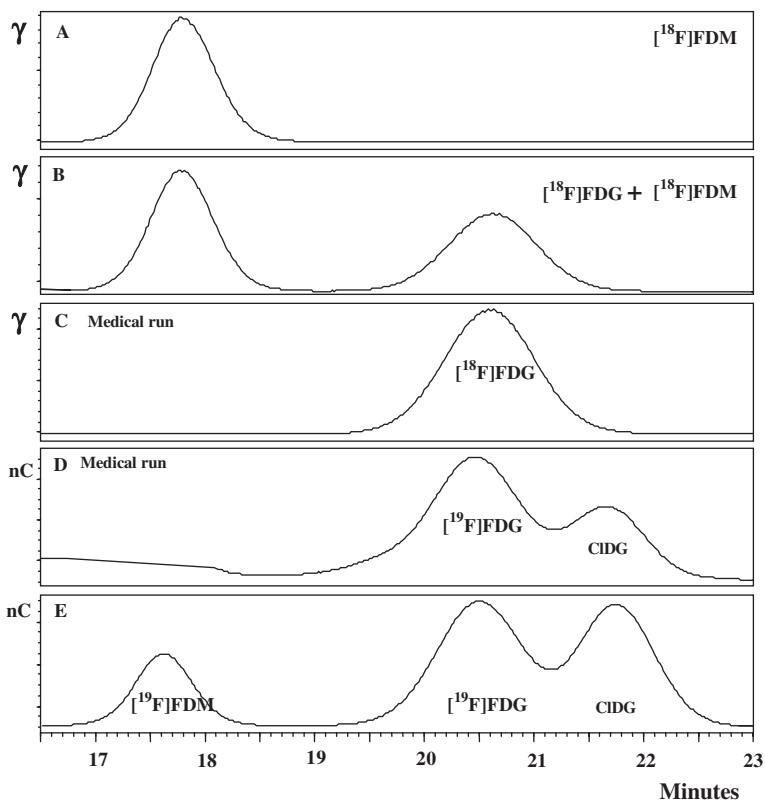 γ A [¹⁸F]FDM
γ B [¹⁸F]FDG + [¹⁸F]FDM
γ C Medical run
[¹⁸F]FDG
nC D Medical run
[¹⁹F]FDG
ClDG
nC E
[¹⁹F]FDM [¹⁹F]FDG ClDG
17 18 19 20 21 22 23
Minutes